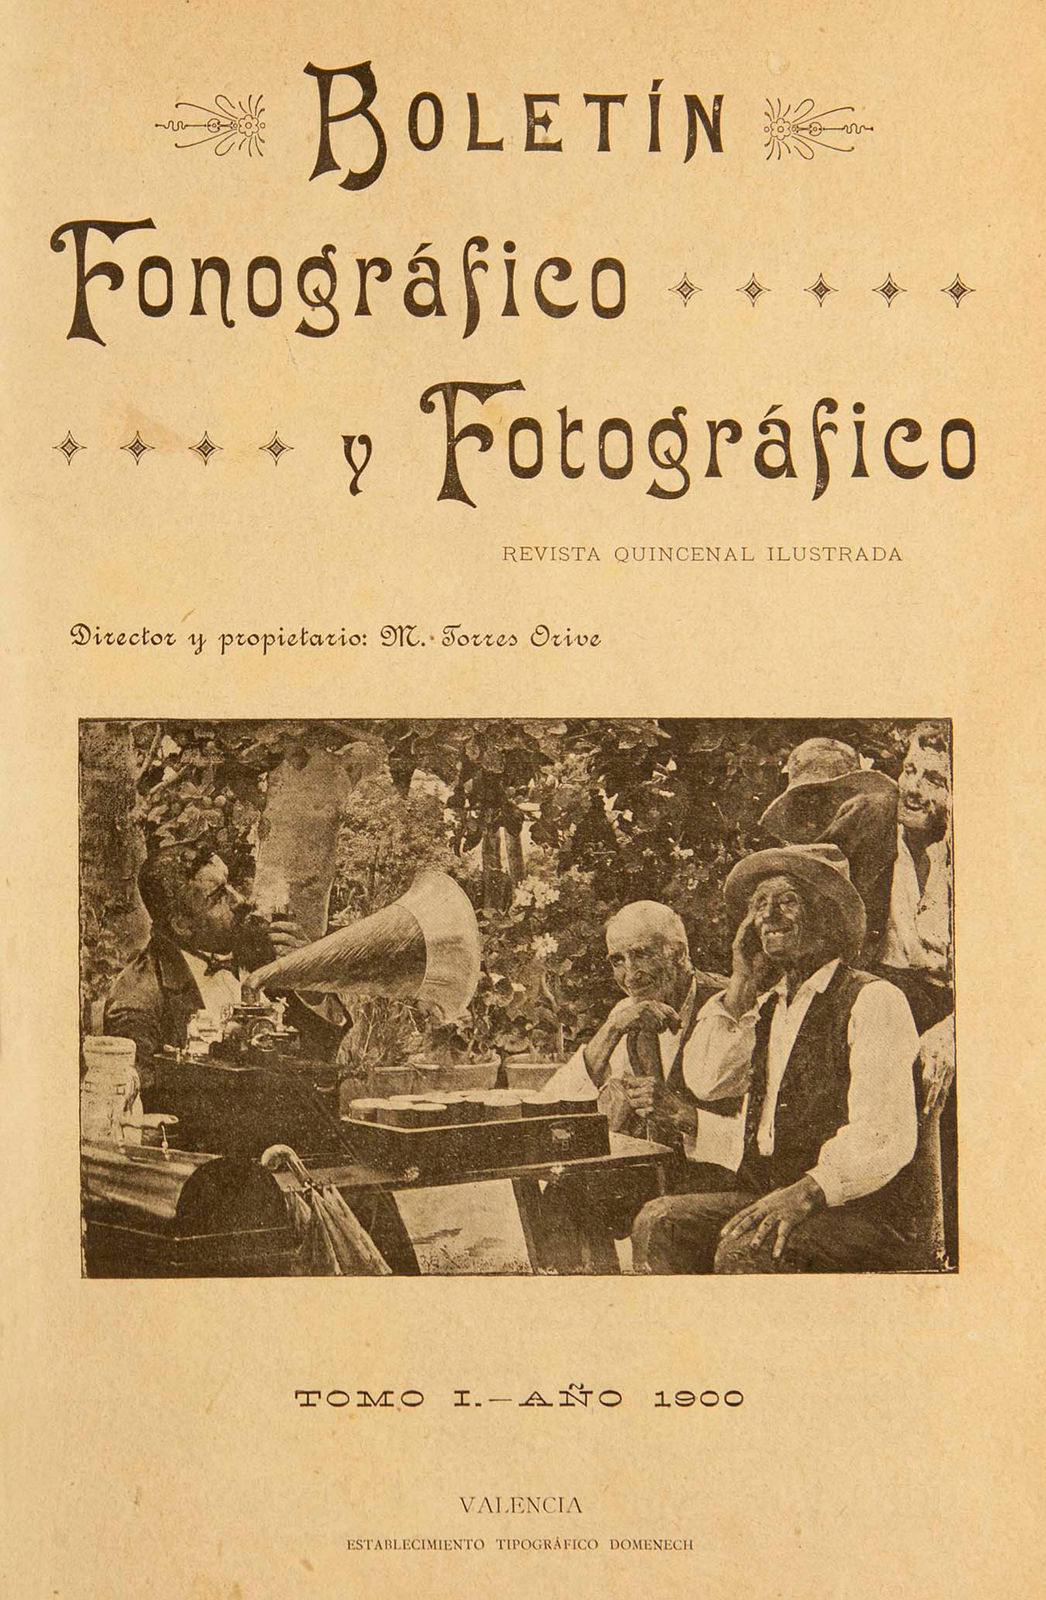 BOLETÍN
Fonográfico
y Fotográfico
REVISTA QUINCENAL ILUSTRADA
Director y propietario: M. Torres Orive
TOMO I.—AÑO 1900
VALENCIA
ESTABLECIMIENTO TIPOGRÁFICO DOMENECH